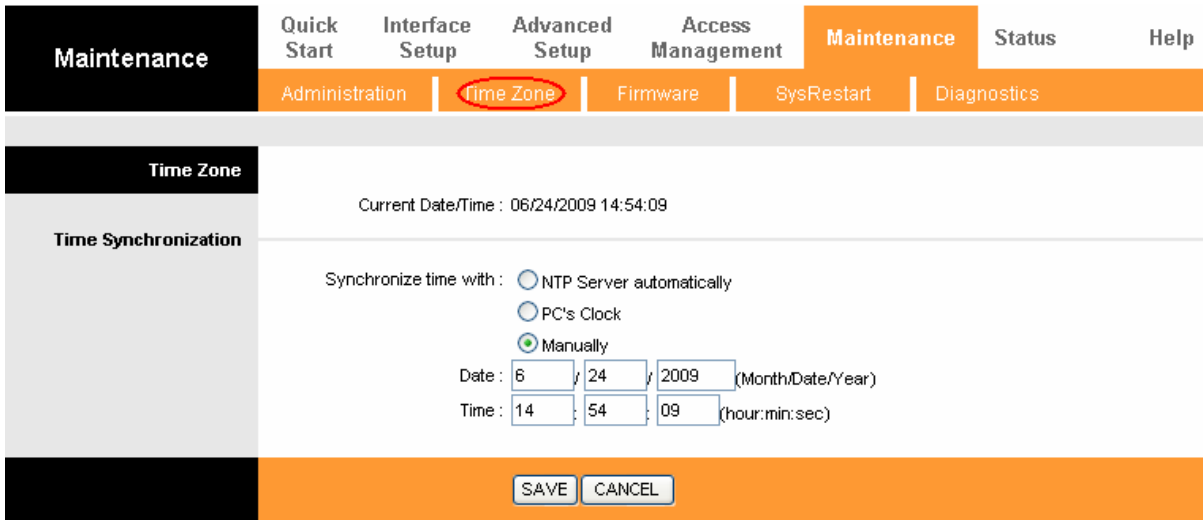 Maintenance
Quick Start
Interface Setup
Advanced Setup
Access Management
Maintenance
Status
Help
Administration
Time Zone
Firmware
SysRestart
Diagnostics
Time Zone
Current Date/Time : 06/24/2009 14:54:09
Time Synchronization
Synchronize time with : NTP Server automatically
PC's Clock
Manually
Date : 6 / 24 / 2009 (Month/Date/Year)
Time : 14 : 54 : 09 (hour:min:sec)
SAVE CANCEL